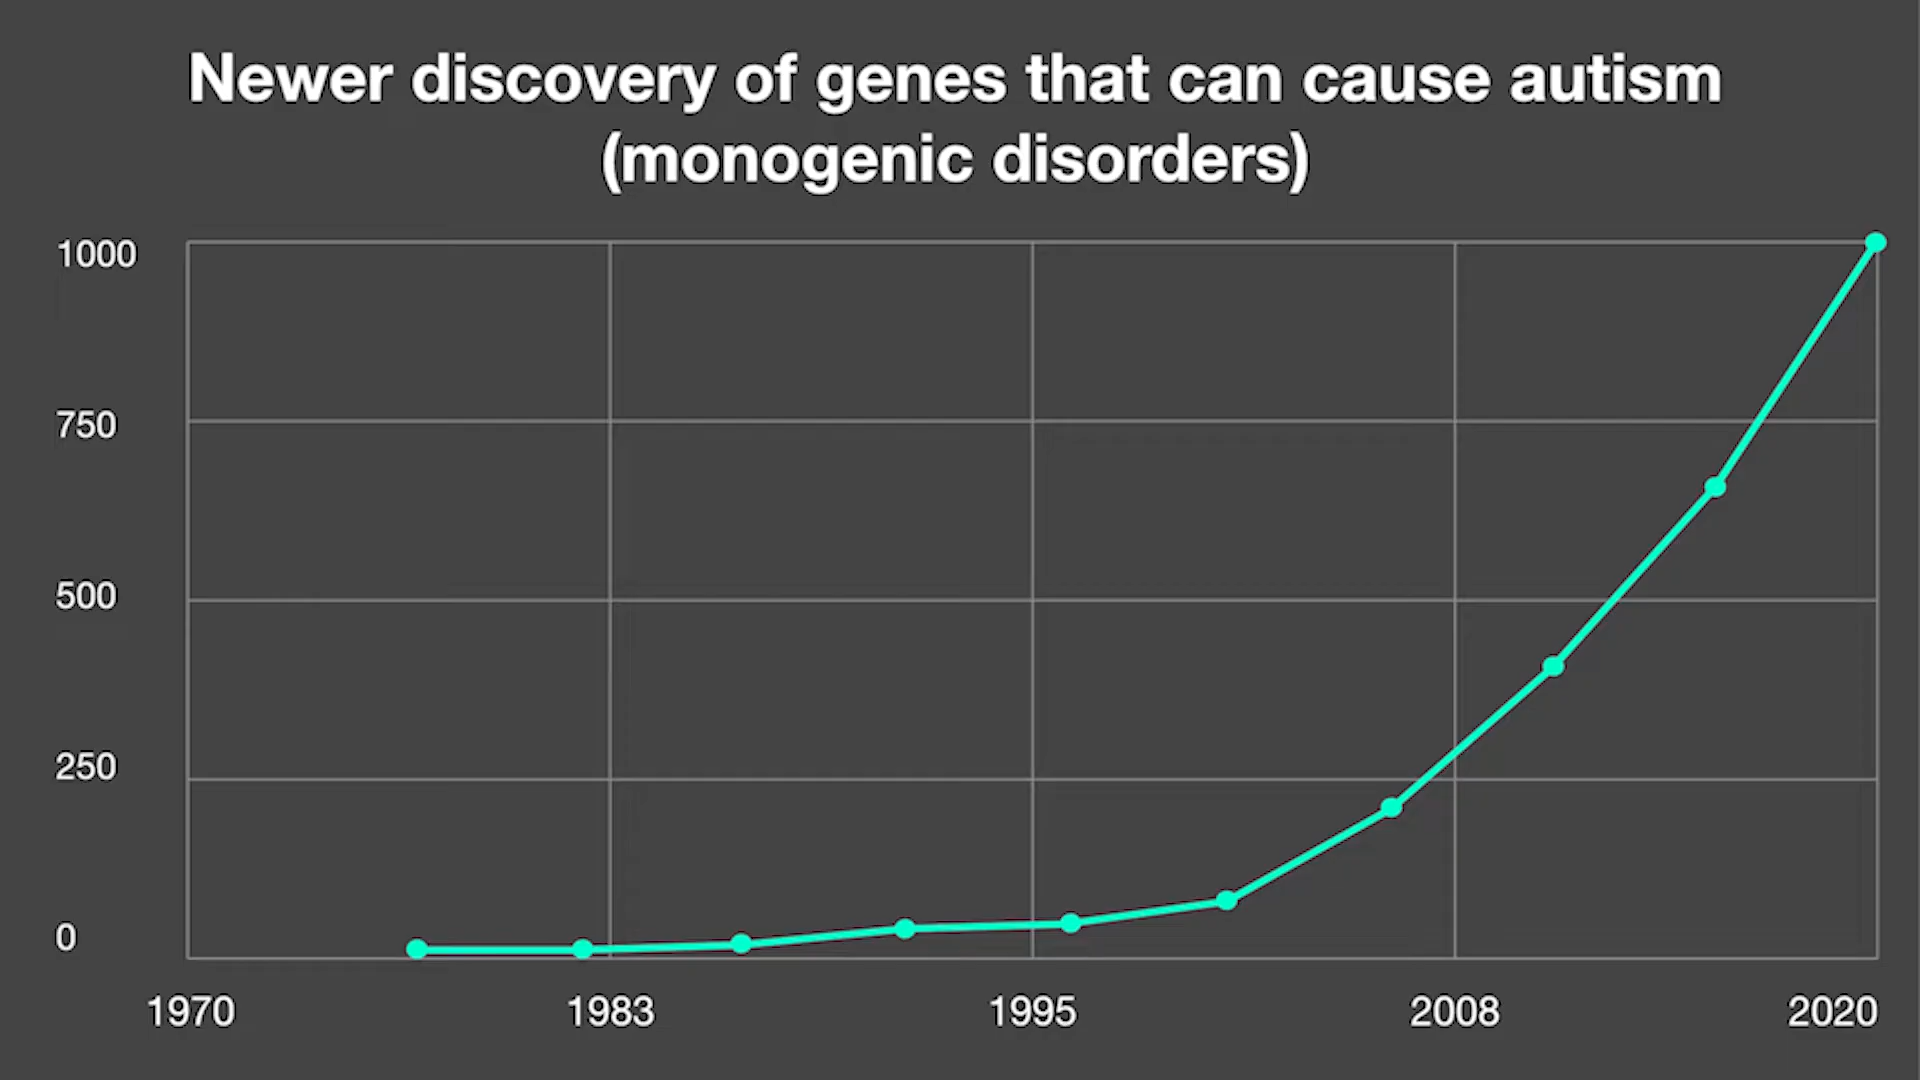 Newer discovery of genes that can cause autism
(monogenic disorders)
1000
750
500
250
0
1970 1983 1995 2008 2020